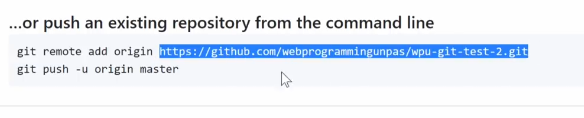 ...or push an existing repository from the command line
git remote add origin https://github.com/webprogrammingunpas/wpu-git-test-2.git
git push -u origin master